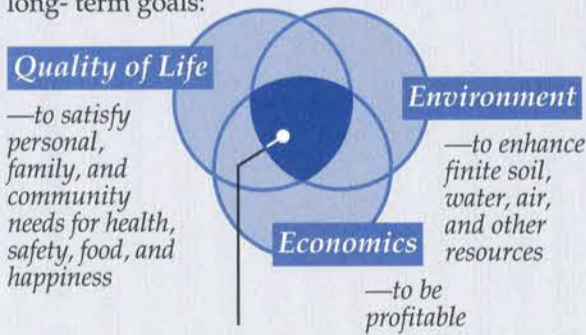 long- term goals:
Quality of Life
—to satisfy
personal,
family, and
community
needs for health,
safety, food, and
happiness
Environment
—to enhance
finite soil,
water, air,
and other
resources
Economics
—to be
profitable